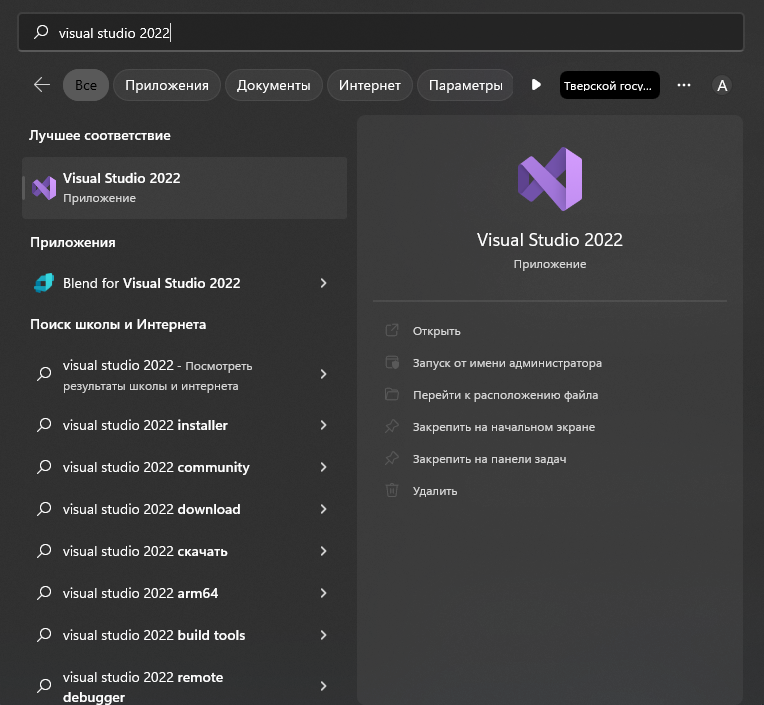 visual studio 2022
Все
Приложения
Документы
Интернет
Параметры
Тверской госу...
A
Лучшее соответствие
Visual Studio 2022
Приложение
Приложения
Blend for Visual Studio 2022
Поиск школы и Интернета
visual studio 2022 - Посмотреть
результаты школы и интернета
visual studio 2022 installer
visual studio 2022 community
visual studio 2022 download
visual studio 2022 скачать
visual studio 2022 arm64
visual studio 2022 build tools
visual studio 2022 remote
debugger
Visual Studio 2022
Приложение
Открыть
Запуск от имени администратора
Перейти к расположению файла
Закрепить на начальном экране
Закрепить на панели задач
Удалить